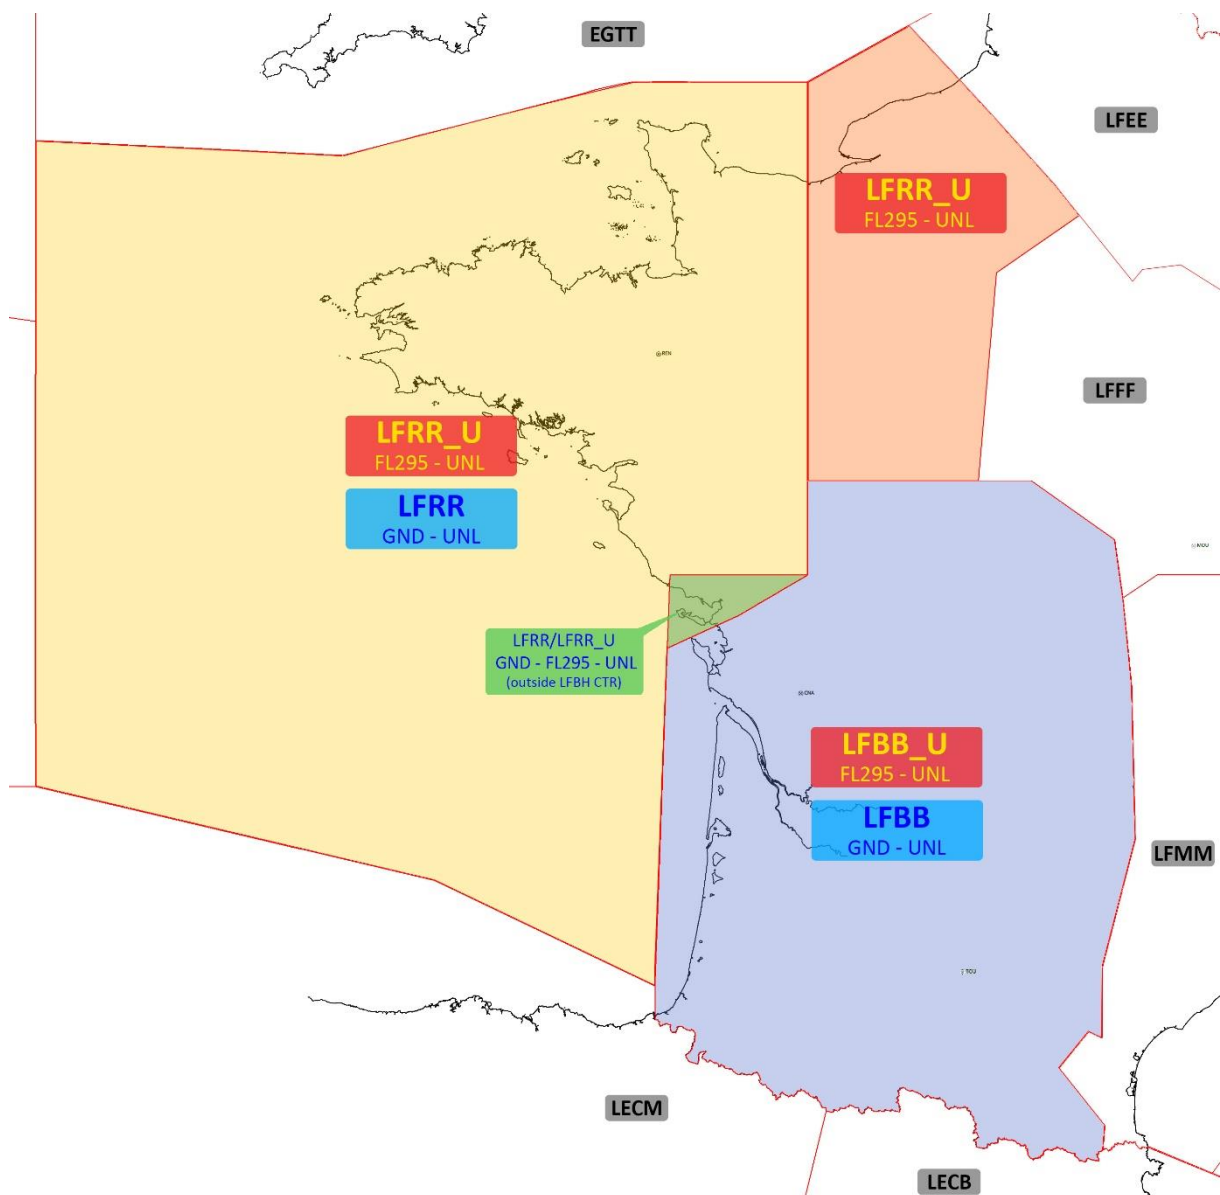 EGTT
LFEE
LFRR_U
FL295 - UNL
LFFF
LFRR_U
FL295 - UNL
LFRR
GND - UNL
LFRR/LFRR_U
GND - FL295 - UNL
(outside LFBH CTR)
LFBB_U
FL295 - UNL
LFBB
GND - UNL
LFMM
TOU
LECM
LECB